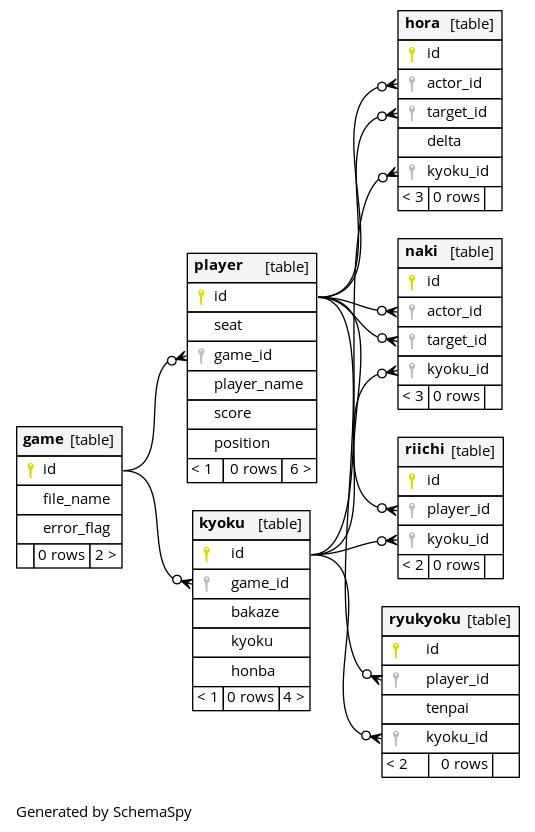 hora [table]
id
actor_id
target_id
delta
kyoku_id
< 3 0 rows
naki [table]
id
actor_id
target_id
kyoku_id
< 3 0 rows
player [table]
id
seat
game_id
player_name
score
position
< 1 0 rows 6 >
game [table]
id
file_name
error_flag
0 rows 2 >
riichi [table]
id
player_id
kyoku_id
< 2 0 rows
kyoku [table]
id
game_id
bakaze
kyoku
honba
< 1 0 rows 4 >
ryukyoku [table]
id
player_id
tenpai
kyoku_id
< 2 0 rows
Generated by SchemaSpy